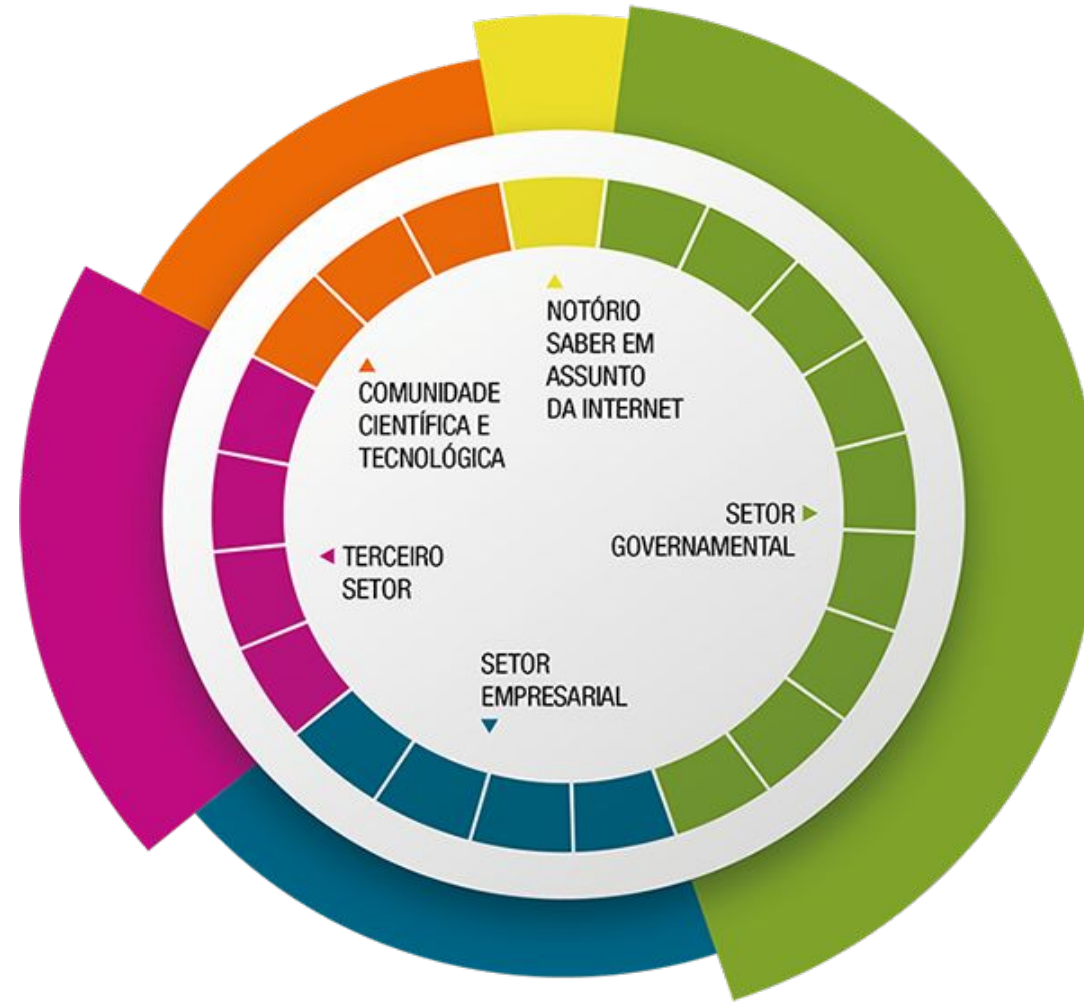 NOTÓRIO
SABER EM
ASSUNTO
DA INTERNET
COMUNIDADE
CIENTÍFICA E
TECNOLÓGICA
SETOR
GOVERNAMENTAL
TERCEIRO
SETOR
SETOR
EMPRESARIAL